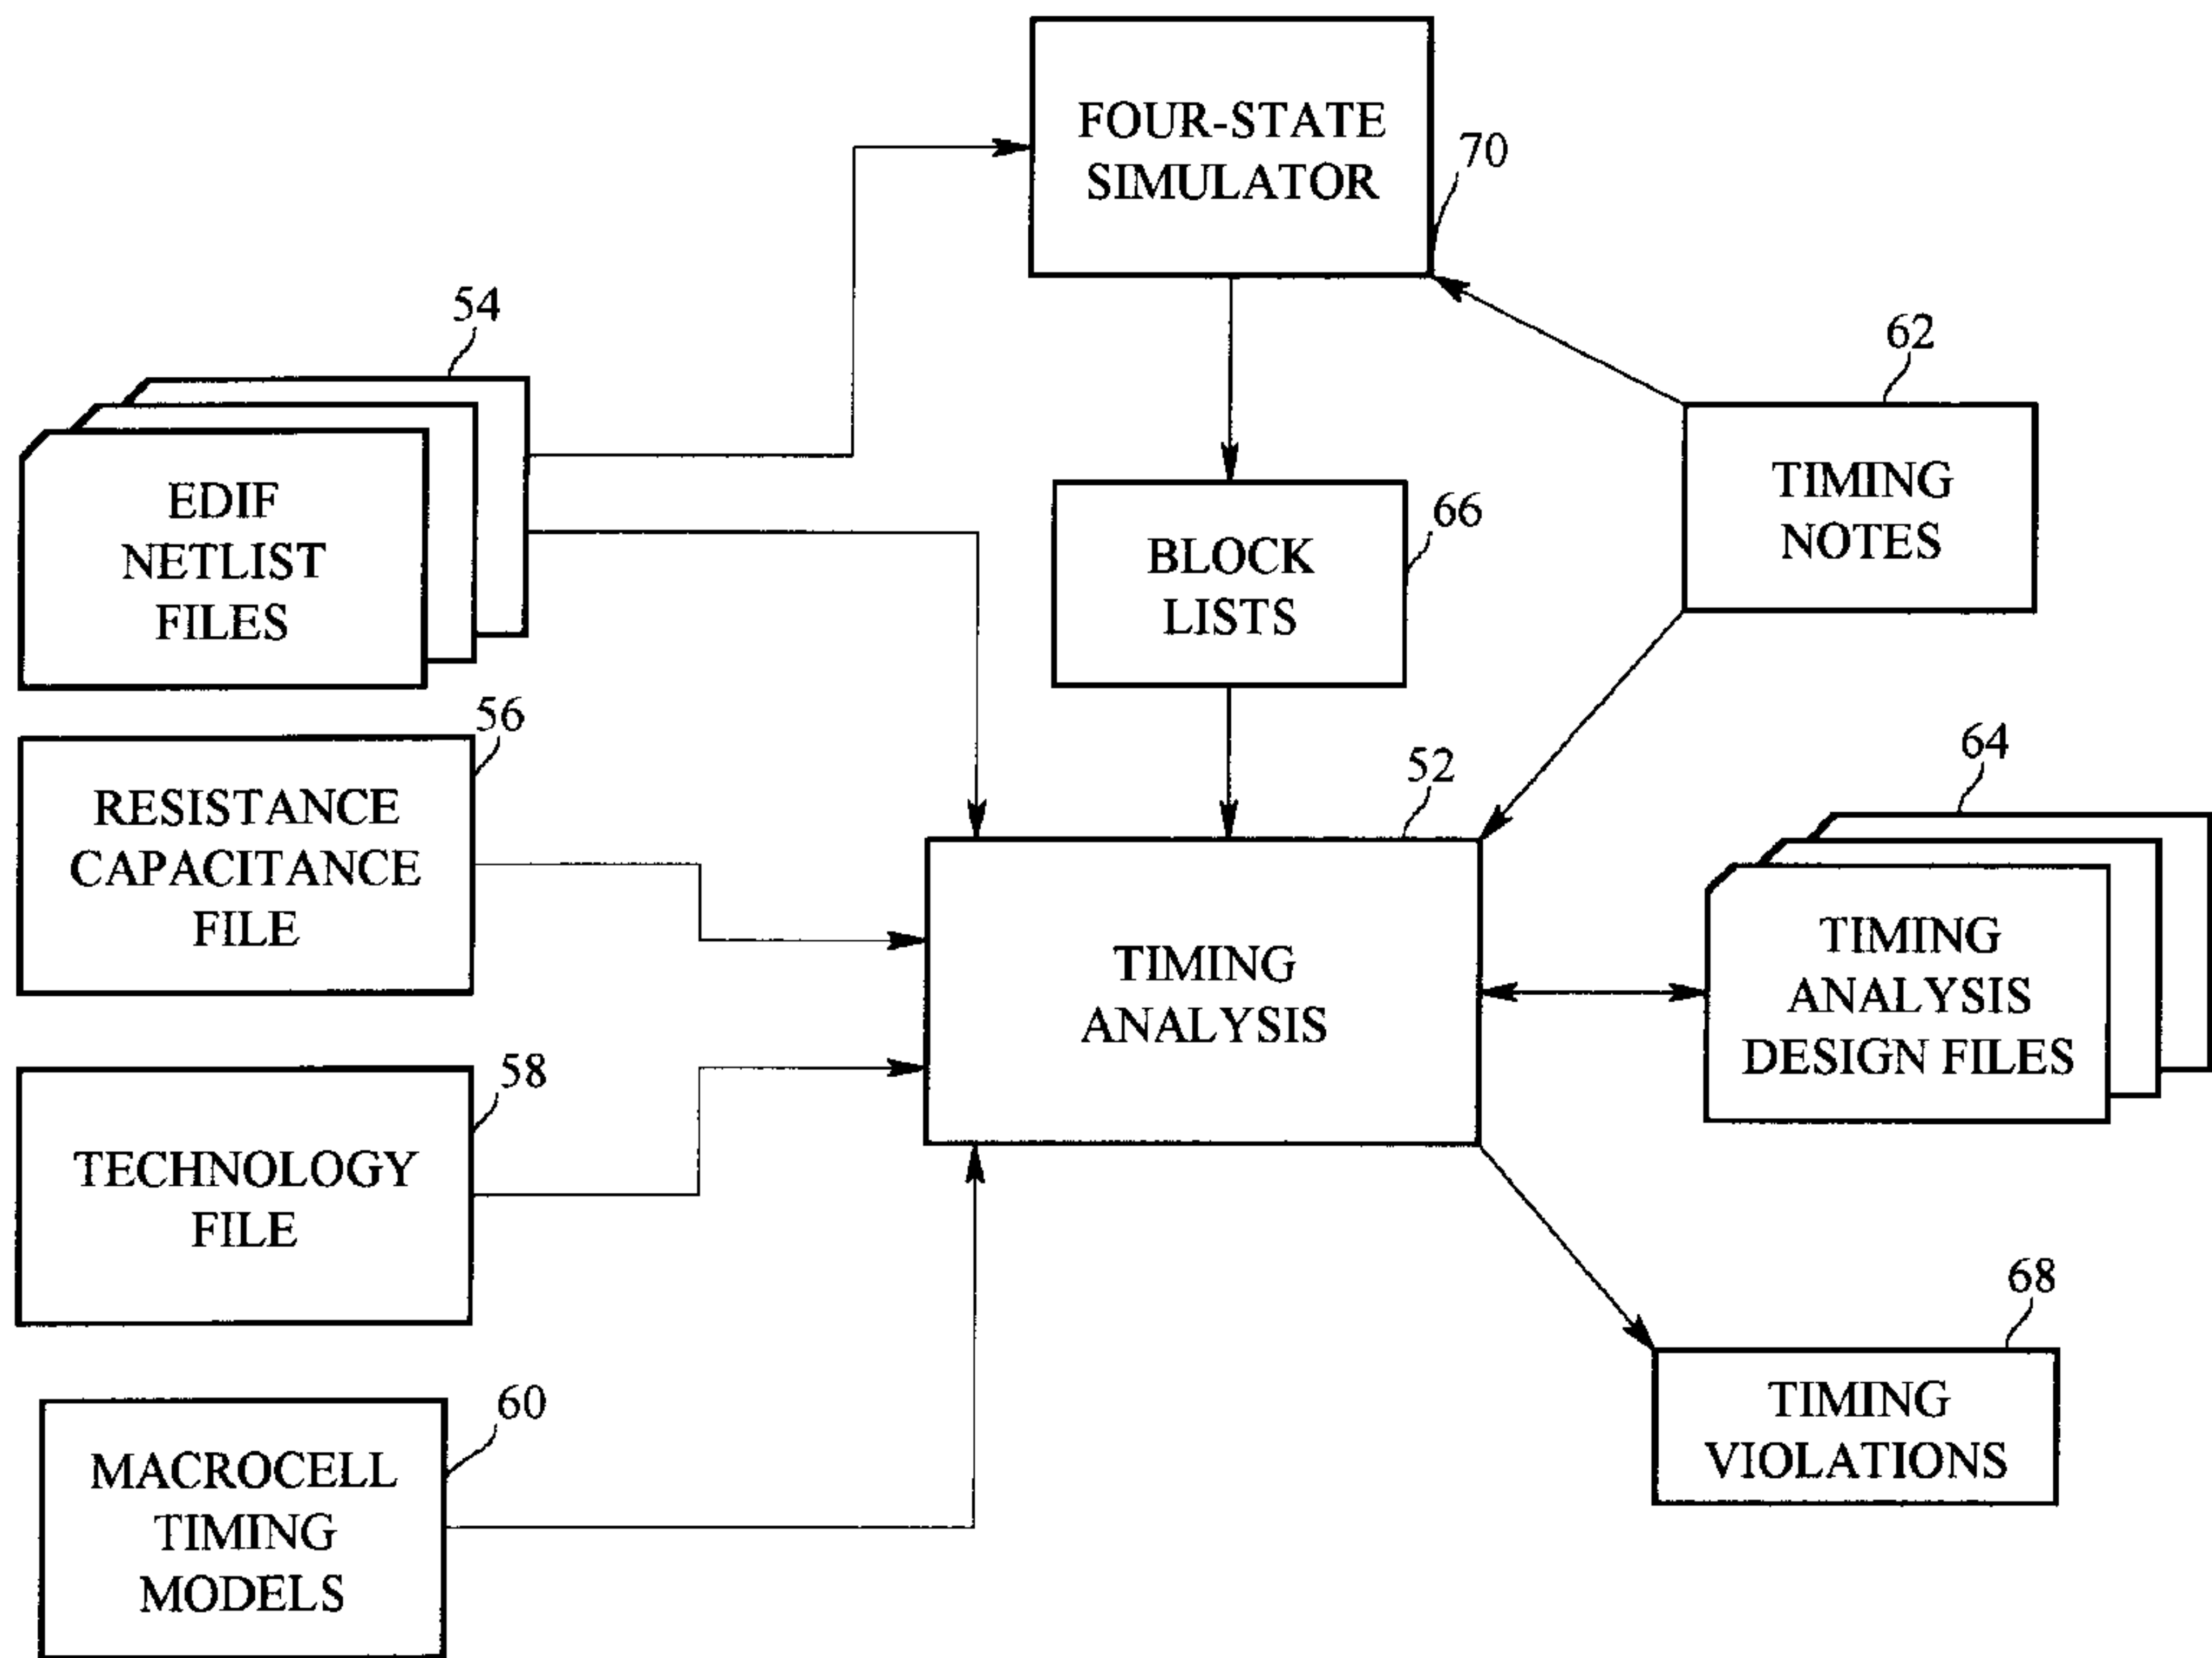 FOUR-STATE
SIMULATOR
70
54
EDIF
NETLIST
FILES
62
TIMING
NOTES
66
BLOCK
LISTS
56
RESISTANCE
CAPACITANCE
FILE
52
TIMING
ANALYSIS
64
TIMING
ANALYSIS
DESIGN FILES
58
TECHNOLOGY
FILE
68
TIMING
VIOLATIONS
60
MACROCELL
TIMING
MODELS